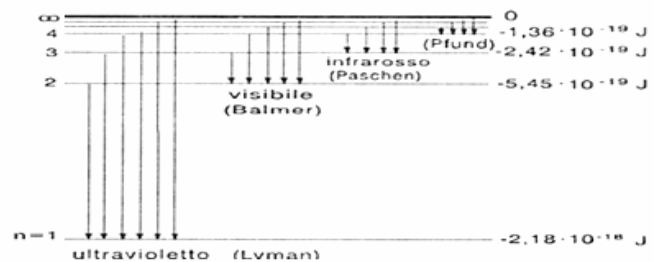 ∞ 0
4 -1,36 · 10 -19 J
(Pfund)
3 -2,42 · 10 -19 J
infrarosso
(Paschen)
2 -5,45 · 10 -19 J
visibile
(Balmer)
n=1 -2,18 · 10 -18 J
ultravioletto (Lyman)